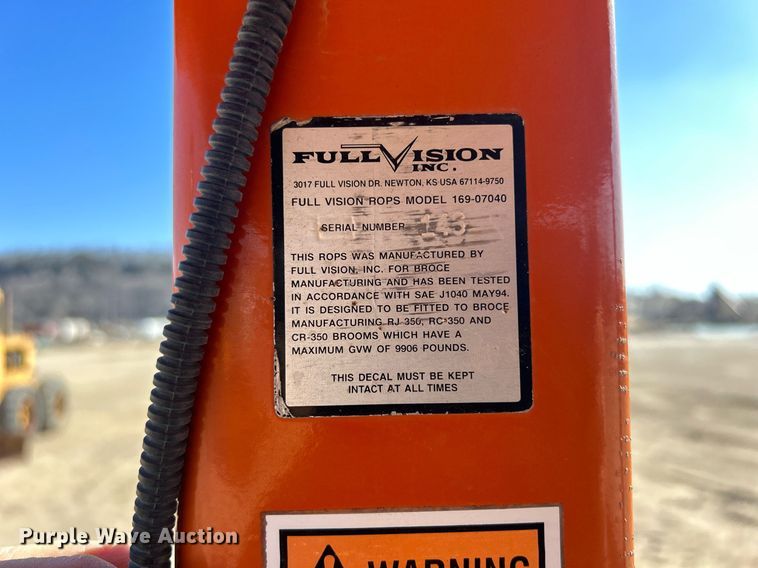 FULL VISION
INC.
3017 FULL VISION DR. NEWTON, KS USA 67114-9750
FULL VISION ROPS MODEL 169-07040
SERIAL NUMBER 143
THIS ROPS WAS MANUFACTURED BY
FULL VISION, INC. FOR BROCE
MANUFACTURING AND HAS BEEN TESTED
IN ACCORDANCE WITH SAE J1040 MAY94.
IT IS DESIGNED TO BE FITTED TO BROCE
MANUFACTURING RJ-350, RC-350 AND
CR-350 BROOMS WHICH HAVE A
MAXIMUM GVW OF 9906 POUNDS.
THIS DECAL MUST BE KEPT
INTACT AT ALL TIMES
WARNING
Purple Wave Auction